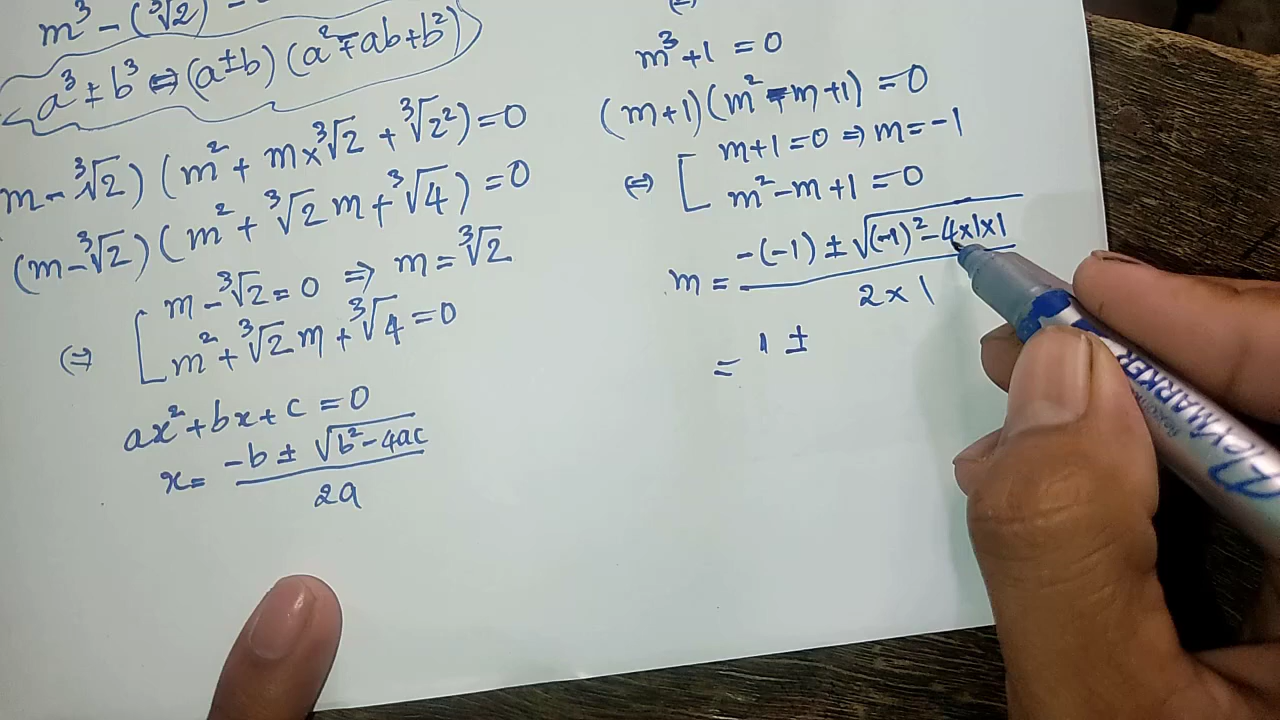 m³ - (∛2)
a³ ± b³ ⇔ (a ± b) (a² ∓ ab + b²)
m - ∛2) (m² + m × ∛2 + ∛2²) = 0
(m - ∛2) (m² + ∛2 m + ∛4) = 0
m - ∛2 = 0 ⇒ m = ∛2
⇔ [ m² + ∛2 m + ∛4 = 0
ax² + bx + c = 0
x = (-b ± √(b² - 4ac)) / 2a
m³ + 1 = 0
(m + 1) (m² - m + 1) = 0
m + 1 = 0 ⇒ m = -1
⇔ [ m² - m + 1 = 0
m = (-(-1) ± √((-1)² - 4×1×1)) / 2 × 1
= 1 ±